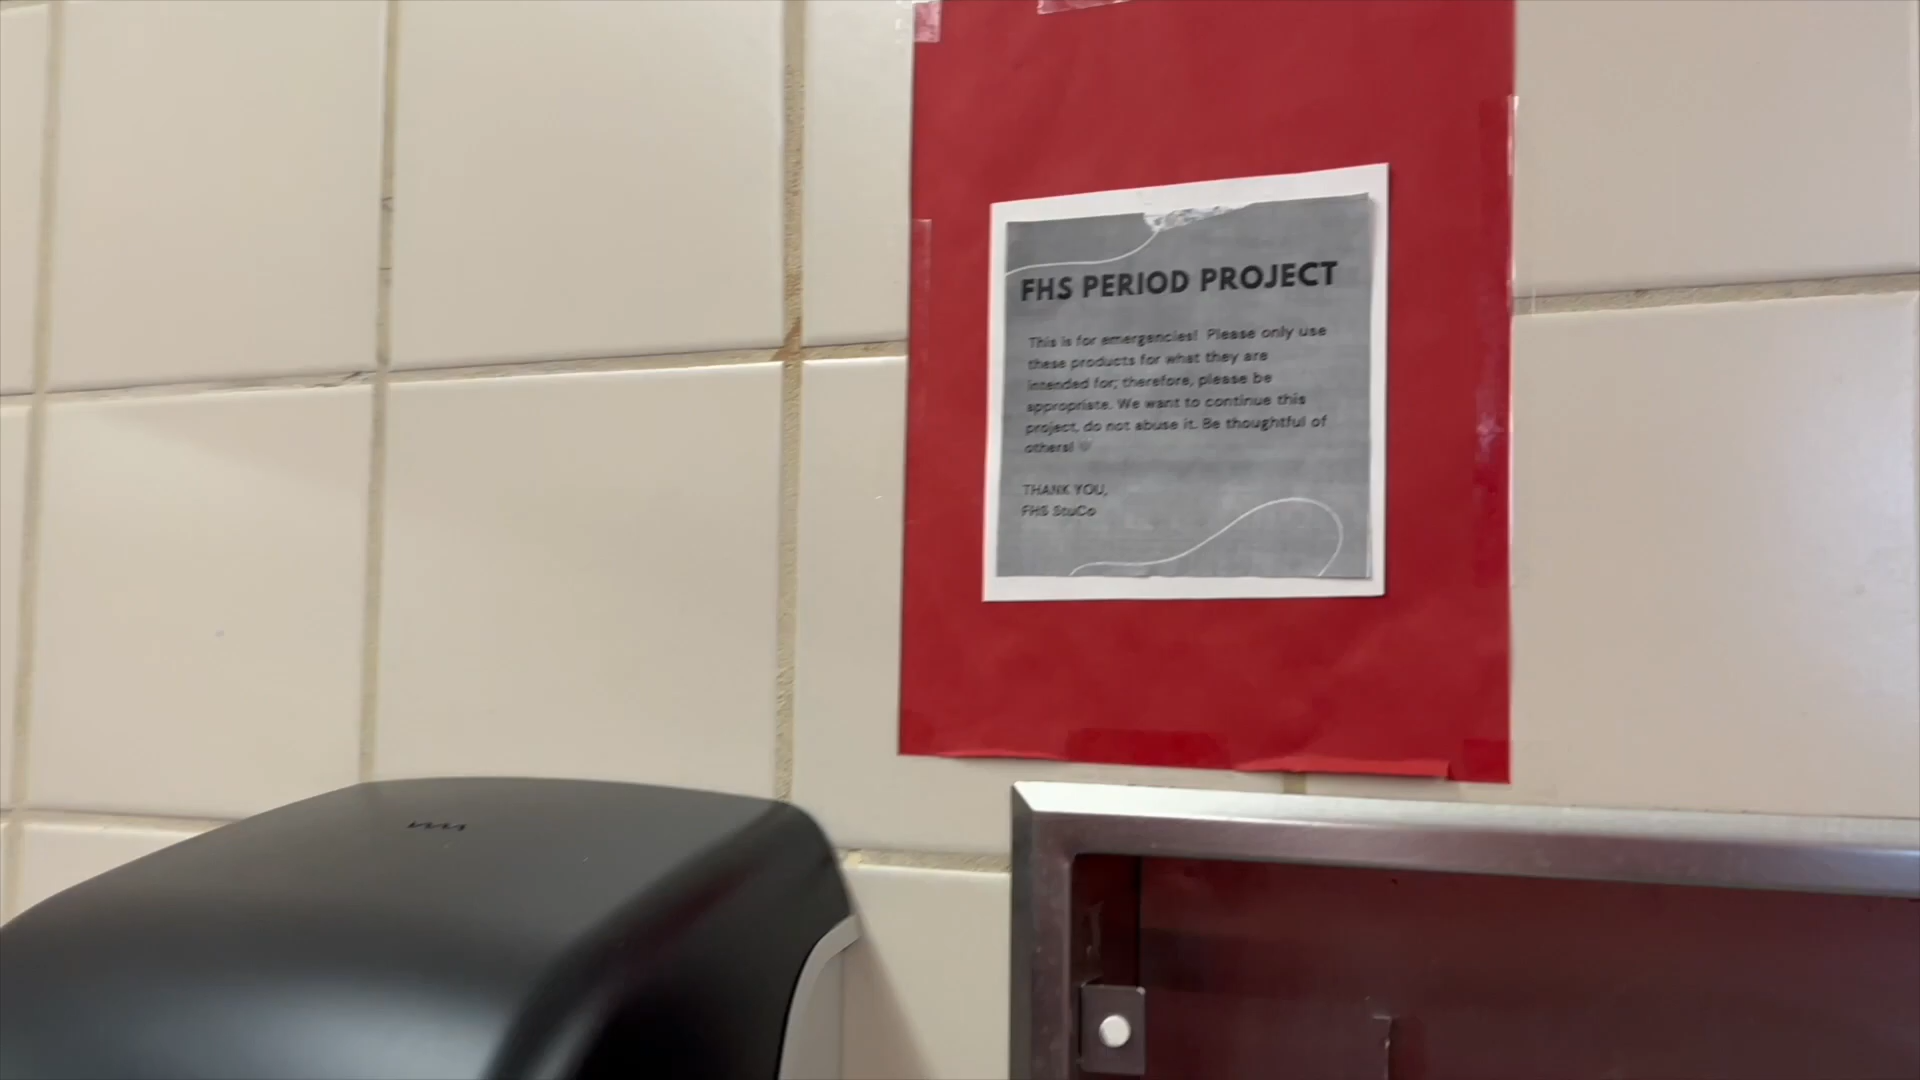 FHS PERIOD PROJECT
This is for emergencies! Please only use
these products for what they are
intended for; therefore, please be
appropriate. We want to continue this
project, do not abuse it. Be thoughtful of
others!
THANK YOU,
FHS StuCo